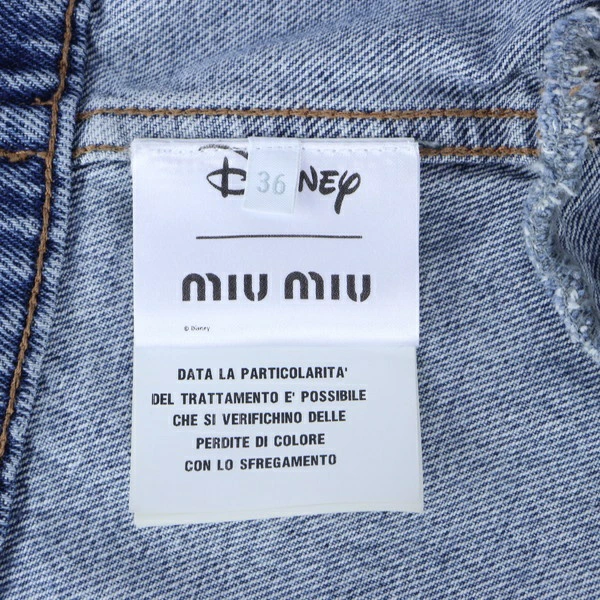 Disney
36
miu miu
© Disney
DATA LA PARTICOLARITA'
DEL TRATTAMENTO E' POSSIBILE
CHE SI VERIFICHINO DELLE
PERDITE DI COLORE
CON LO SFREGAMENTO